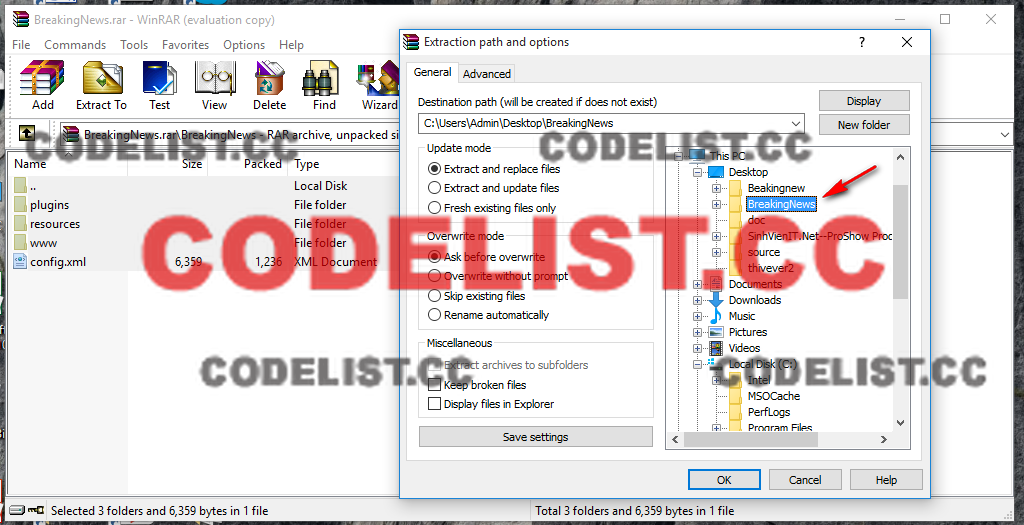 BreakingNews.rar - WinRAR (evaluation copy)
File Commands Tools Favorites Options Help
Add Extract To Test View Delete Find Wizard
BreakingNews.rar\BreakingNews - RAR archive, unpacked si
Name Size Packed Type
.. Local Disk
plugins File folder
resources File folder
www File folder
config.xml 6,359 1,236 XML Document
Selected 3 folders and 6,359 bytes in 1 file
Total 3 folders and 6,359 bytes in 1 file
Extraction path and options
?
General Advanced
Destination path (will be created if does not exist)
C:\Users\Admin\Desktop\BreakingNews
Display
New folder
Update mode
Extract and replace files
Extract and update files
Fresh existing files only
Overwrite mode
Ask before overwrite
Overwrite without prompt
Skip existing files
Rename automatically
Miscellaneous
Extract archives to subfolders
Keep broken files
Display files in Explorer
Save settings
This PC
Desktop
Beakingnew
BreakingNews
doc
SinhVienIT.Net--ProShow Proc
source
thivever2
Documents
Downloads
Music
Pictures
Videos
Local Disk (C:)
Intel
MSOCache
PerfLogs
Program Files
OK Cancel Help
CODELIST.CC
CODELIST.CC
CODELIST.CC
CODELIST.CC
CODELIST.CC